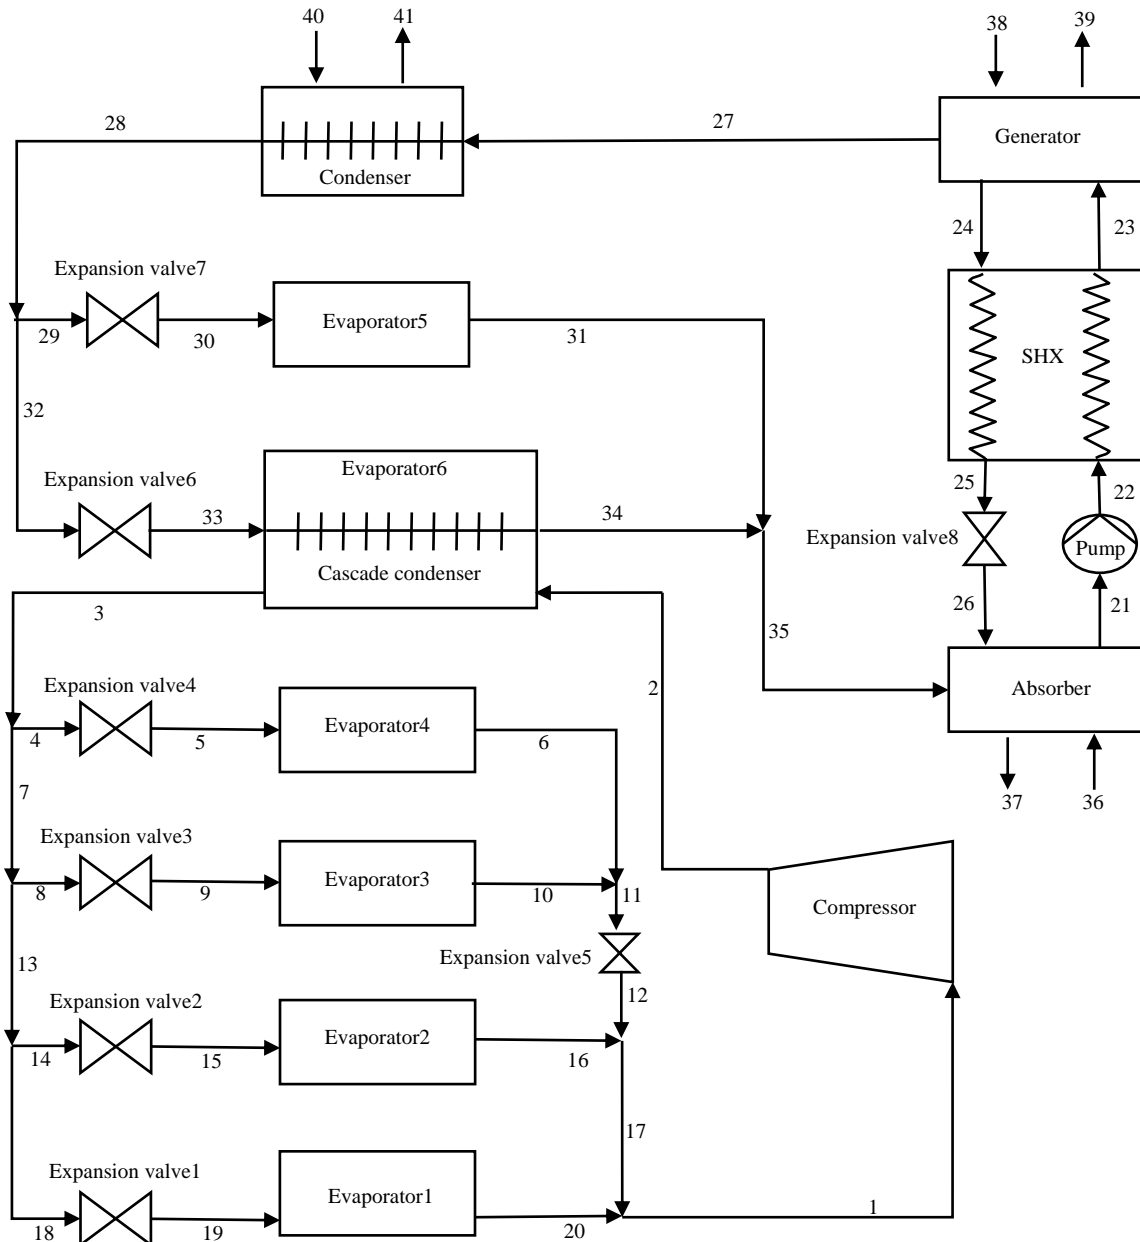 40
41
38
39
28
27
Generator
Condenser
24
23
Expansion valve7
Evaporator5
29
30
31
SHX
32
Evaporator6
Expansion valve6
25
22
33
34
Expansion valve8
Pump
Cascade condenser
26
21
3
35
2
Expansion valve4
Absorber
Evaporator4
4
5
6
7
37
36
Expansion valve3
Evaporator3
8
9
10
11
Compressor
Expansion valve5
13
12
Expansion valve2
Evaporator2
14
15
16
17
Expansion valve1
Evaporator1
1
18
19
20